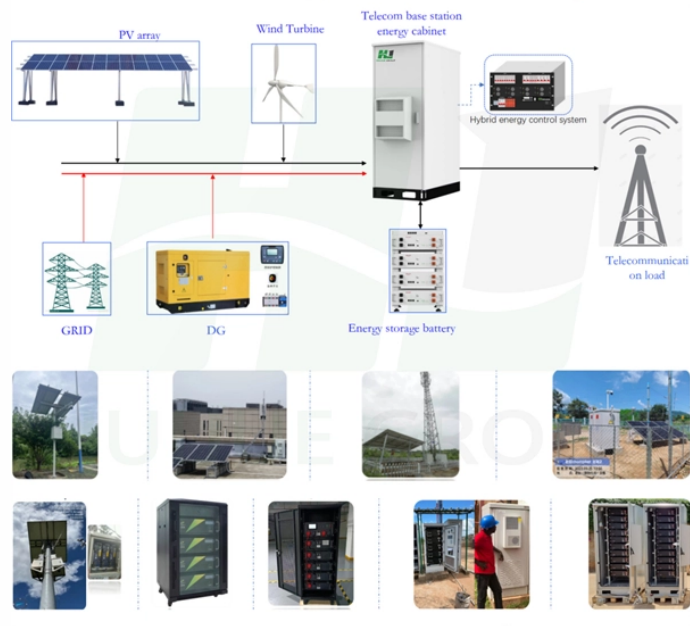 PV array
Wind Turbine
Telecom base station
energy cabinet
HJ
Hybrid energy control system
Telecommunicati
on load
GRID
DG
Energy storage battery